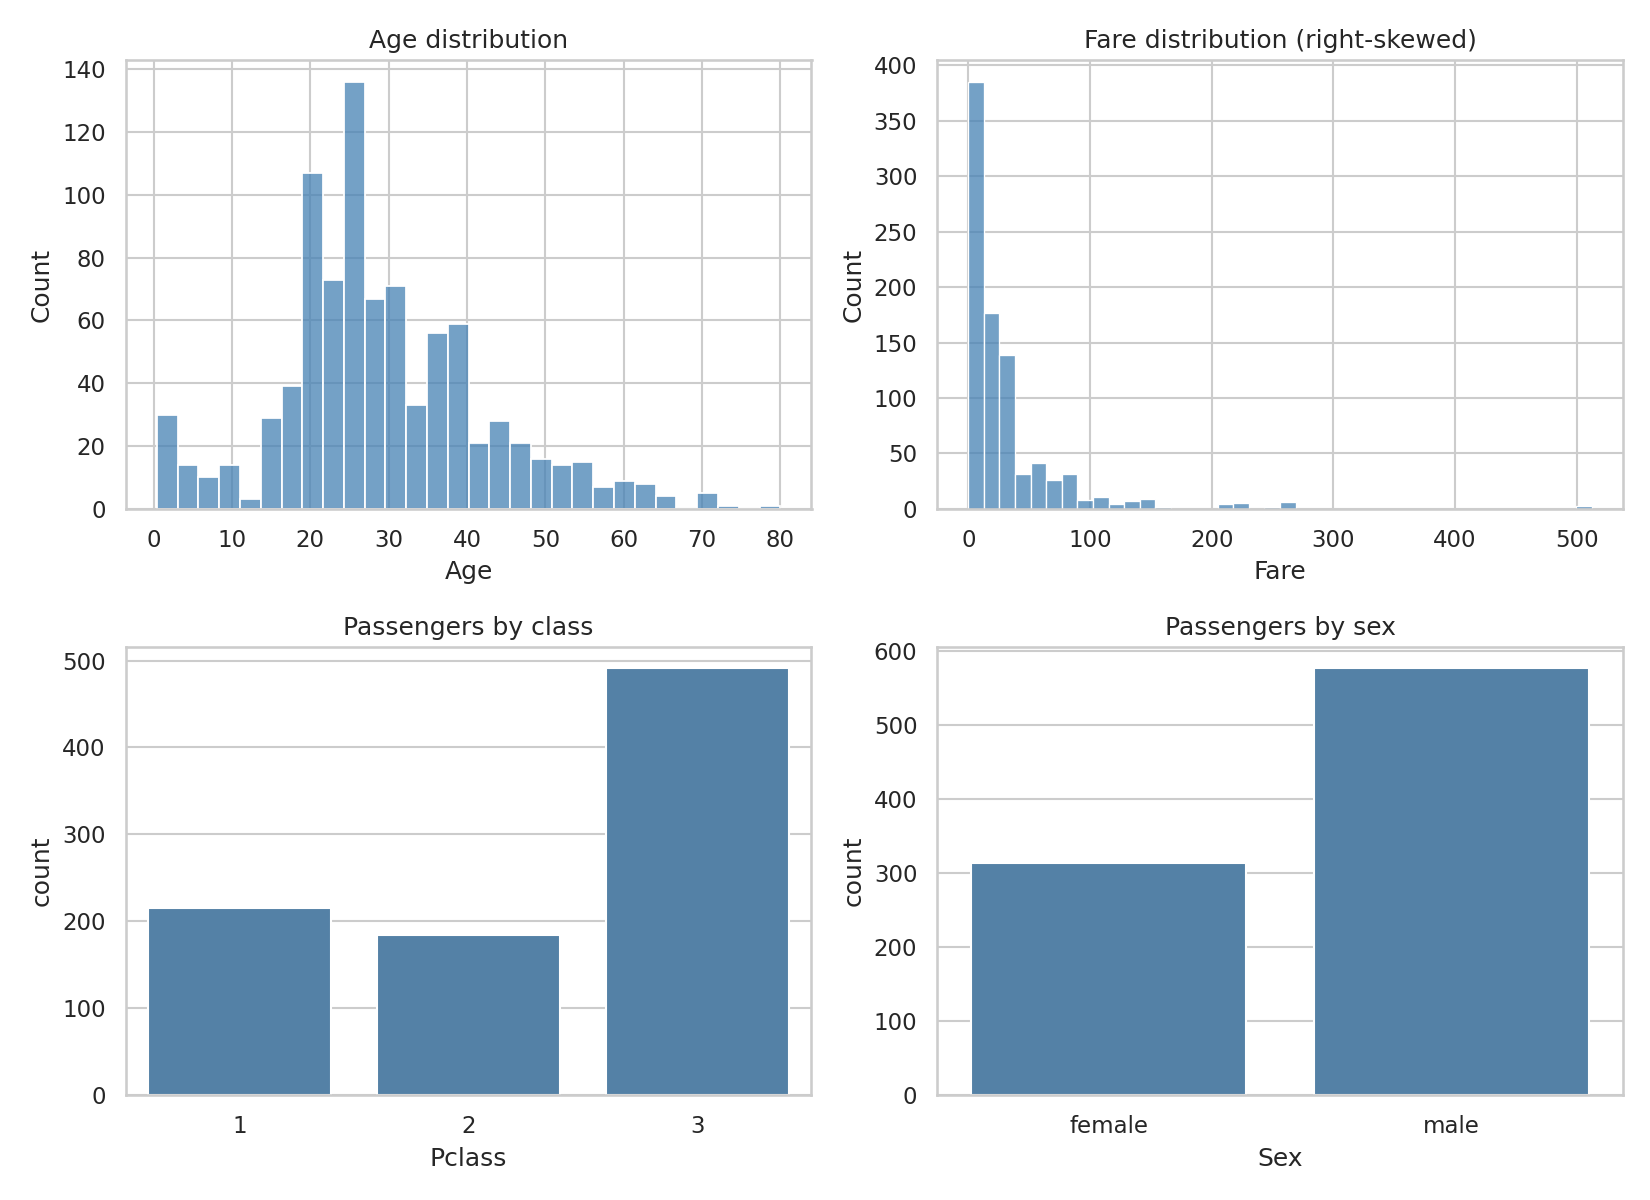 Age distribution
140
120
100
80
60
40
20
0
Count
0 10 20 30 40 50 60 70 80
Age
Fare distribution (right-skewed)
400
350
300
250
200
150
100
50
0
Count
0 100 200 300 400 500
Fare
Passengers by class
500
400
300
200
100
0
count
1 2 3
Pclass
Passengers by sex
600
500
400
300
200
100
0
count
female male
Sex